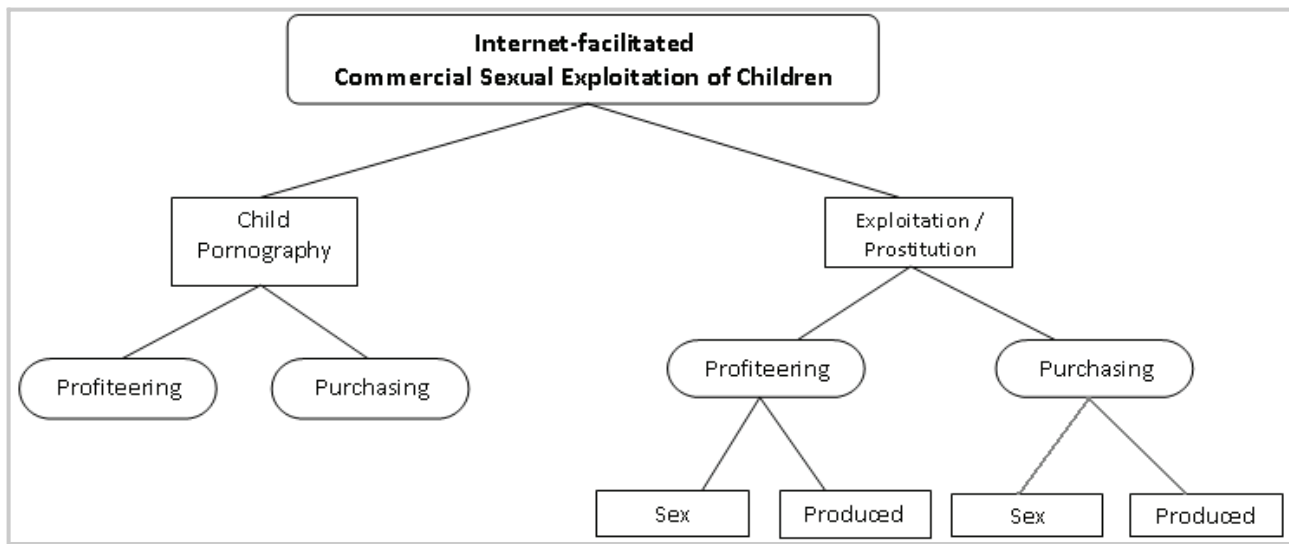 Internet-facilitated
Commercial Sexual Exploitation of Children
Child
Pornography
Exploitation /
Prostitution
Profiteering
Purchasing
Profiteering
Purchasing
Sex
Produced
Sex
Produced